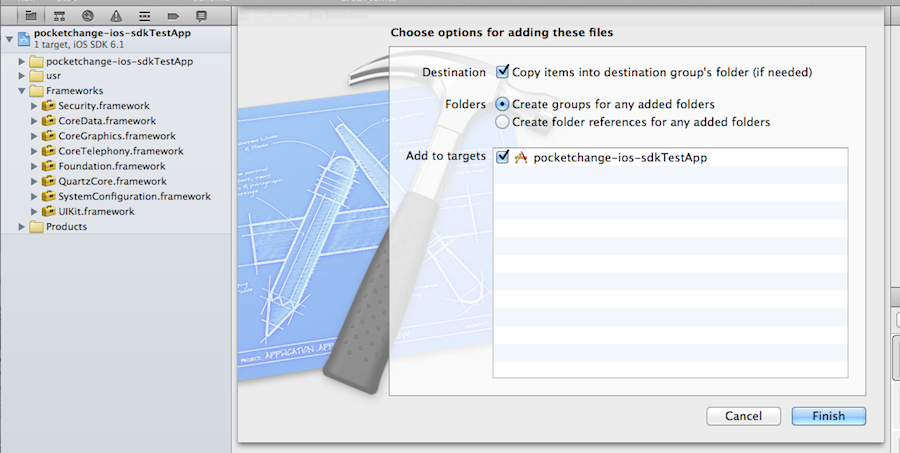 pocketchange-ios-sdkTestApp
1 target, iOS SDK 6.1
pocketchange-ios-sdkTestApp
usr
Frameworks
Security.framework
CoreData.framework
CoreGraphics.framework
CoreTelephony.framework
Foundation.framework
QuartzCore.framework
SystemConfiguration.framework
UIKit.framework
Products
Choose options for adding these files
Destination
Copy items into destination group's folder (if needed)
Folders
Create groups for any added folders
Create folder references for any added folders
Add to targets
pocketchange-ios-sdkTestApp
PROJECT: APPLICATION.APP
Cancel
Finish